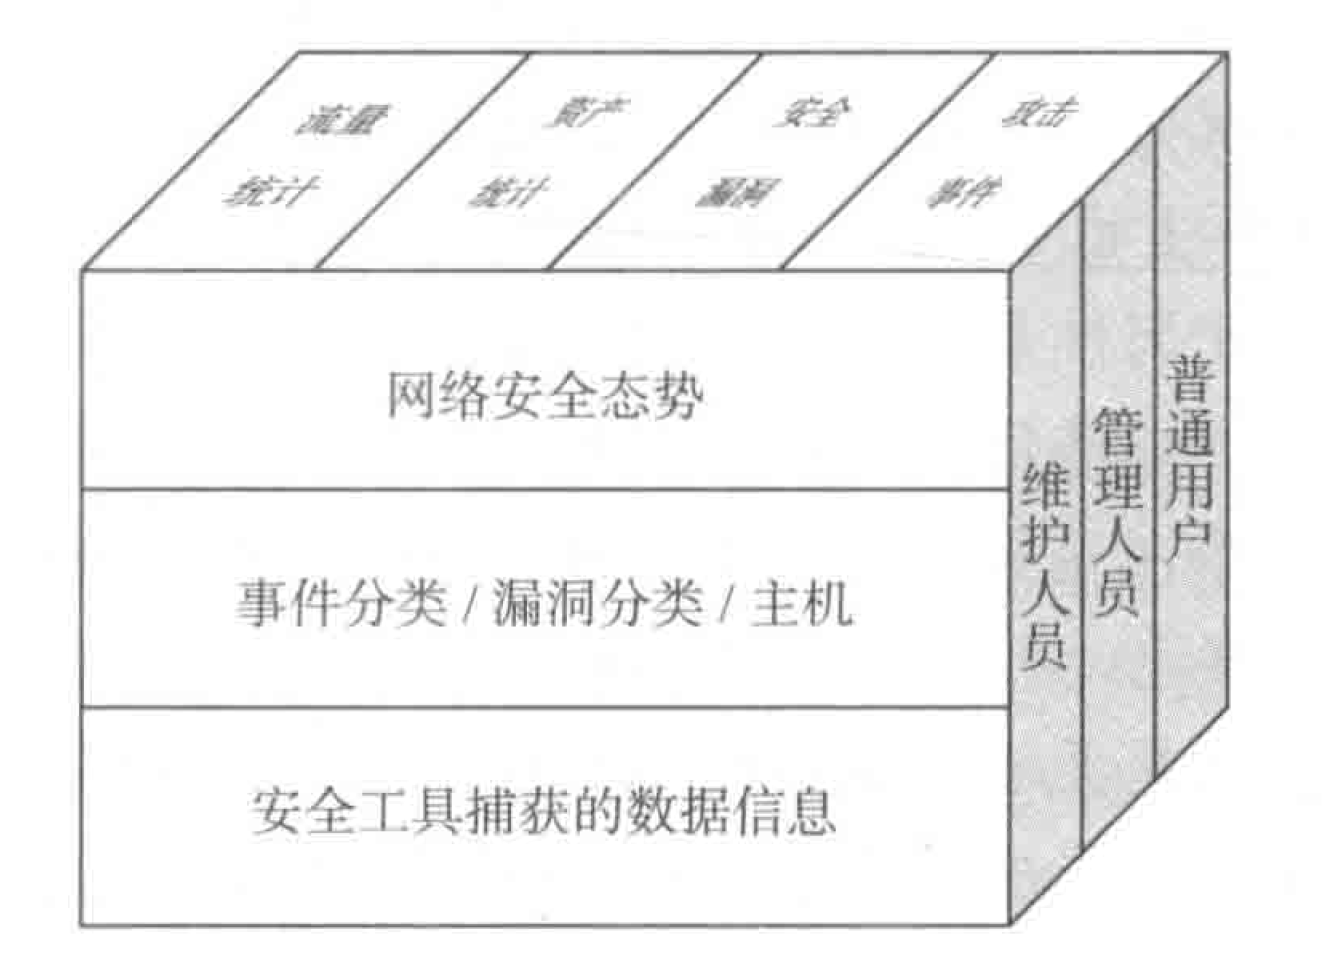 流量
统计
资产
统计
安全
漏洞
攻击
事件
网络安全态势
事件分类 / 漏洞分类 / 主机
安全工具捕获的数据信息
维护人员
管理人员
普通用户